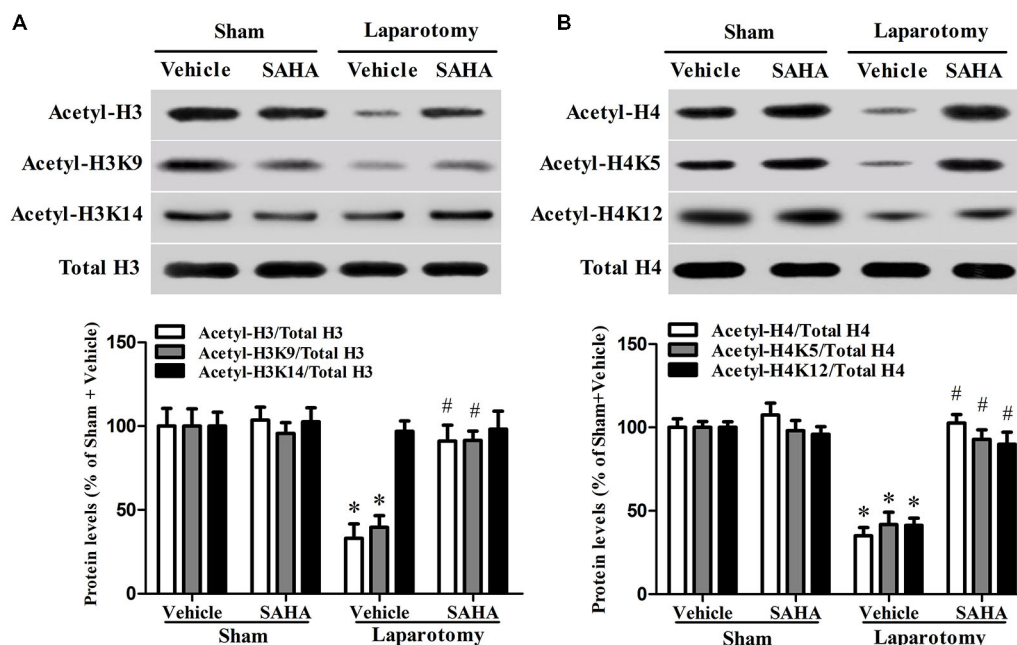 A
Sham Laparotomy
Vehicle SAHA Vehicle SAHA
Acetyl-H3
Acetyl-H3K9
Acetyl-H3K14
Total H3
Protein levels (% of Sham + Vehicle)
150
100
50
0
Acetyl-H3/Total H3
Acetyl-H3K9/Total H3
Acetyl-H3K14/Total H3
# #
* *
Vehicle SAHA Vehicle SAHA
Sham Laparotomy
B
Sham Laparotomy
Vehicle SAHA Vehicle SAHA
Acetyl-H4
Acetyl-H4K5
Acetyl-H4K12
Total H4
Protein levels (% of Sham+Vehicle)
150
100
50
0
Acetyl-H4/Total H4
Acetyl-H4K5/Total H4
Acetyl-H4K12/Total H4
# # #
* * *
Vehicle SAHA Vehicle SAHA
Sham Laparotomy